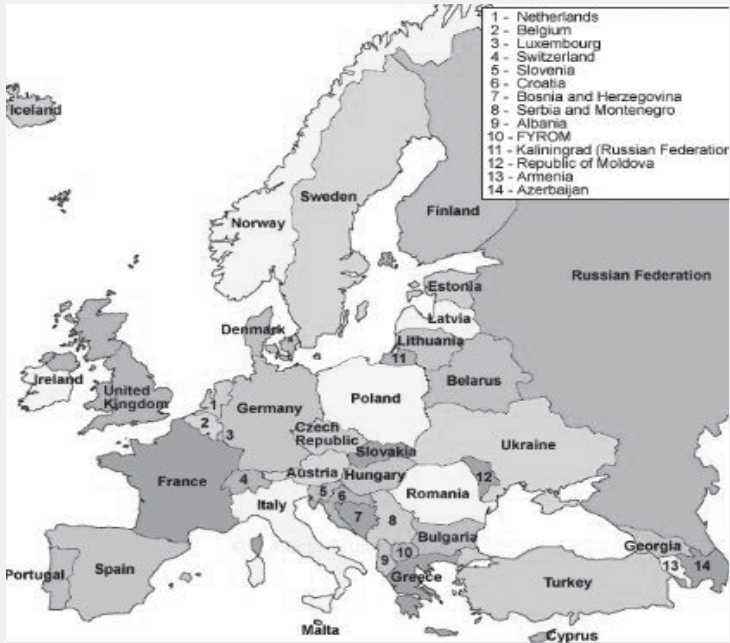 1 - Netherlands
2 - Belgium
3 - Luxembourg
4 - Switzerland
5 - Slovenia
6 - Croatia
7 - Bosnia and Herzegovina
8 - Serbia and Montenegro
9 - Albania
10 - FYROM
11 - Kaliningrad (Russian Federation
12 - Republic of Moldova
13 - Armenia
14 - Azerbaijan
Iceland
Sweden
Norway
Finland
Russian Federation
Estonia
Latvia
Denmark
Lithuania
11
Ireland
United
Kingdom
Belarus
Poland
1
Germany
2
3
Czech
Republic
Ukraine
Slovakia
France
4
Austria
Hungary
12
Romania
Italy
5
6
7
8
Bulgaria
Georgia
9
10
13
14
Portugal
Spain
Greece
Turkey
Malta
Cyprus